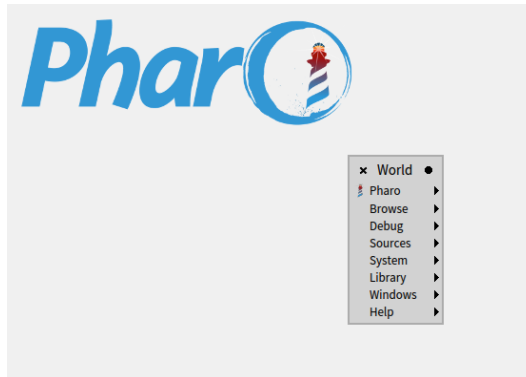 Pharo
World
Pharo
Browse
Debug
Sources
System
Library
Windows
Help